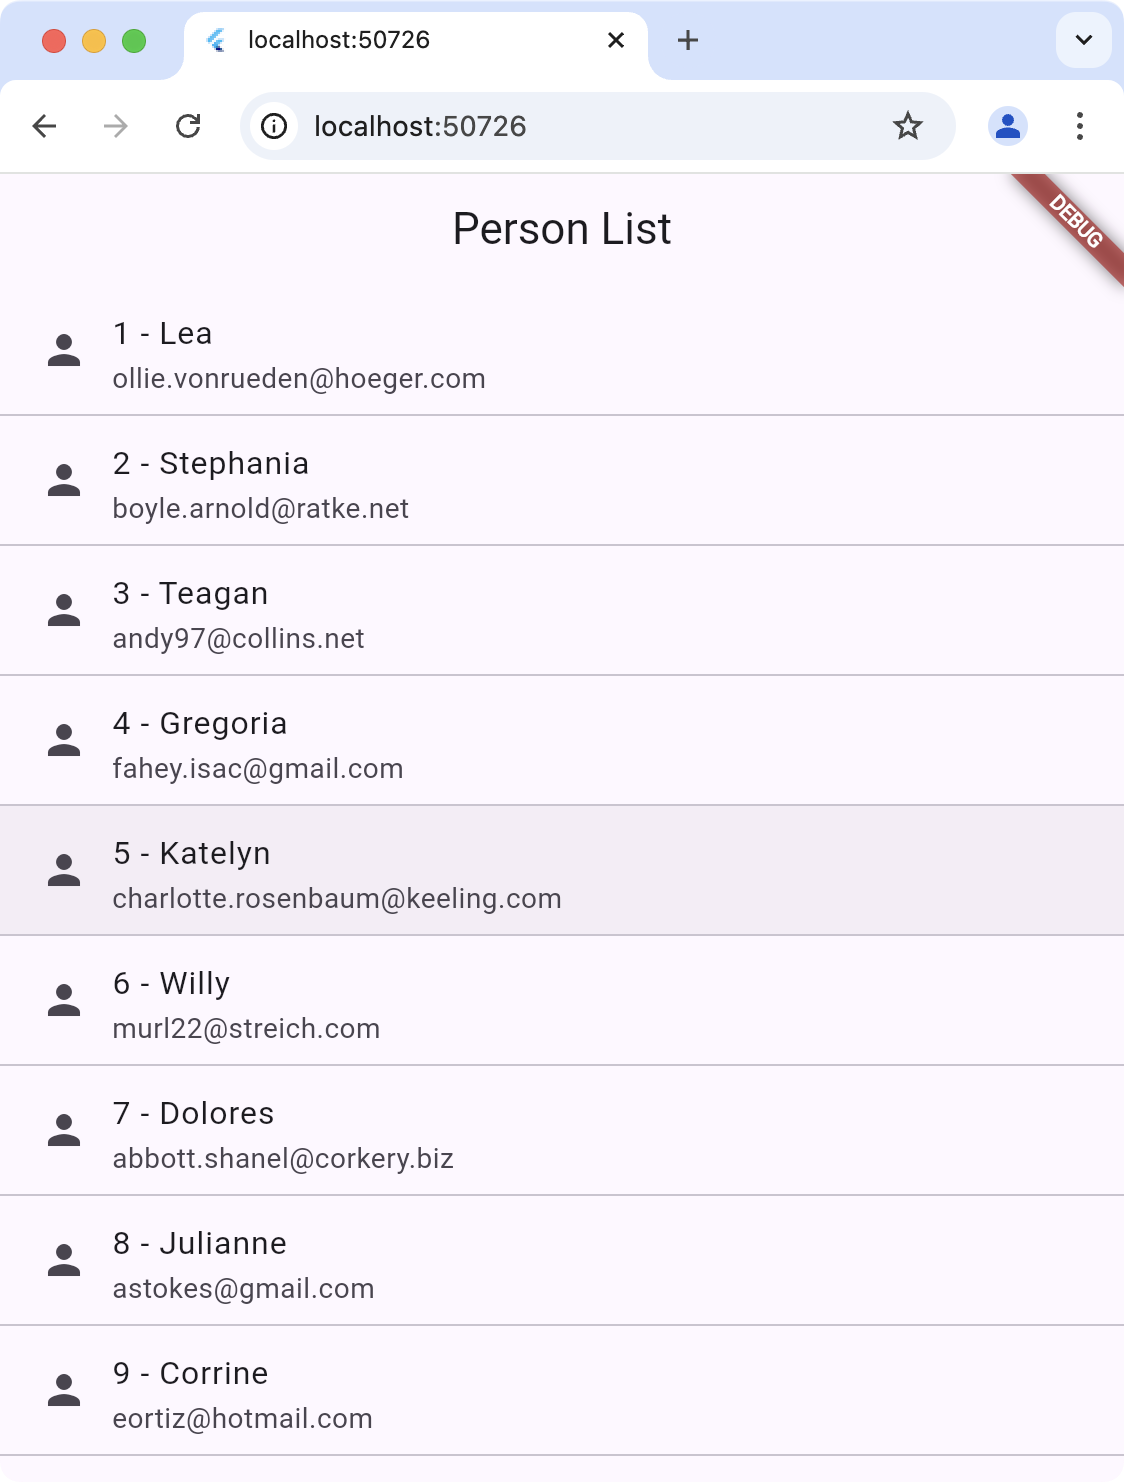 localhost:50726
localhost:50726
DEBUG
Person List
1 - Lea
ollie.vonrueden@hoeger.com
2 - Stephania
boyle.arnold@ratke.net
3 - Teagan
andy97@collins.net
4 - Gregoria
fahey.isac@gmail.com
5 - Katelyn
charlotte.rosenbaum@keeling.com
6 - Willy
murl22@streich.com
7 - Dolores
abbott.shanel@corkery.biz
8 - Julianne
astokes@gmail.com
9 - Corrine
eortiz@hotmail.com